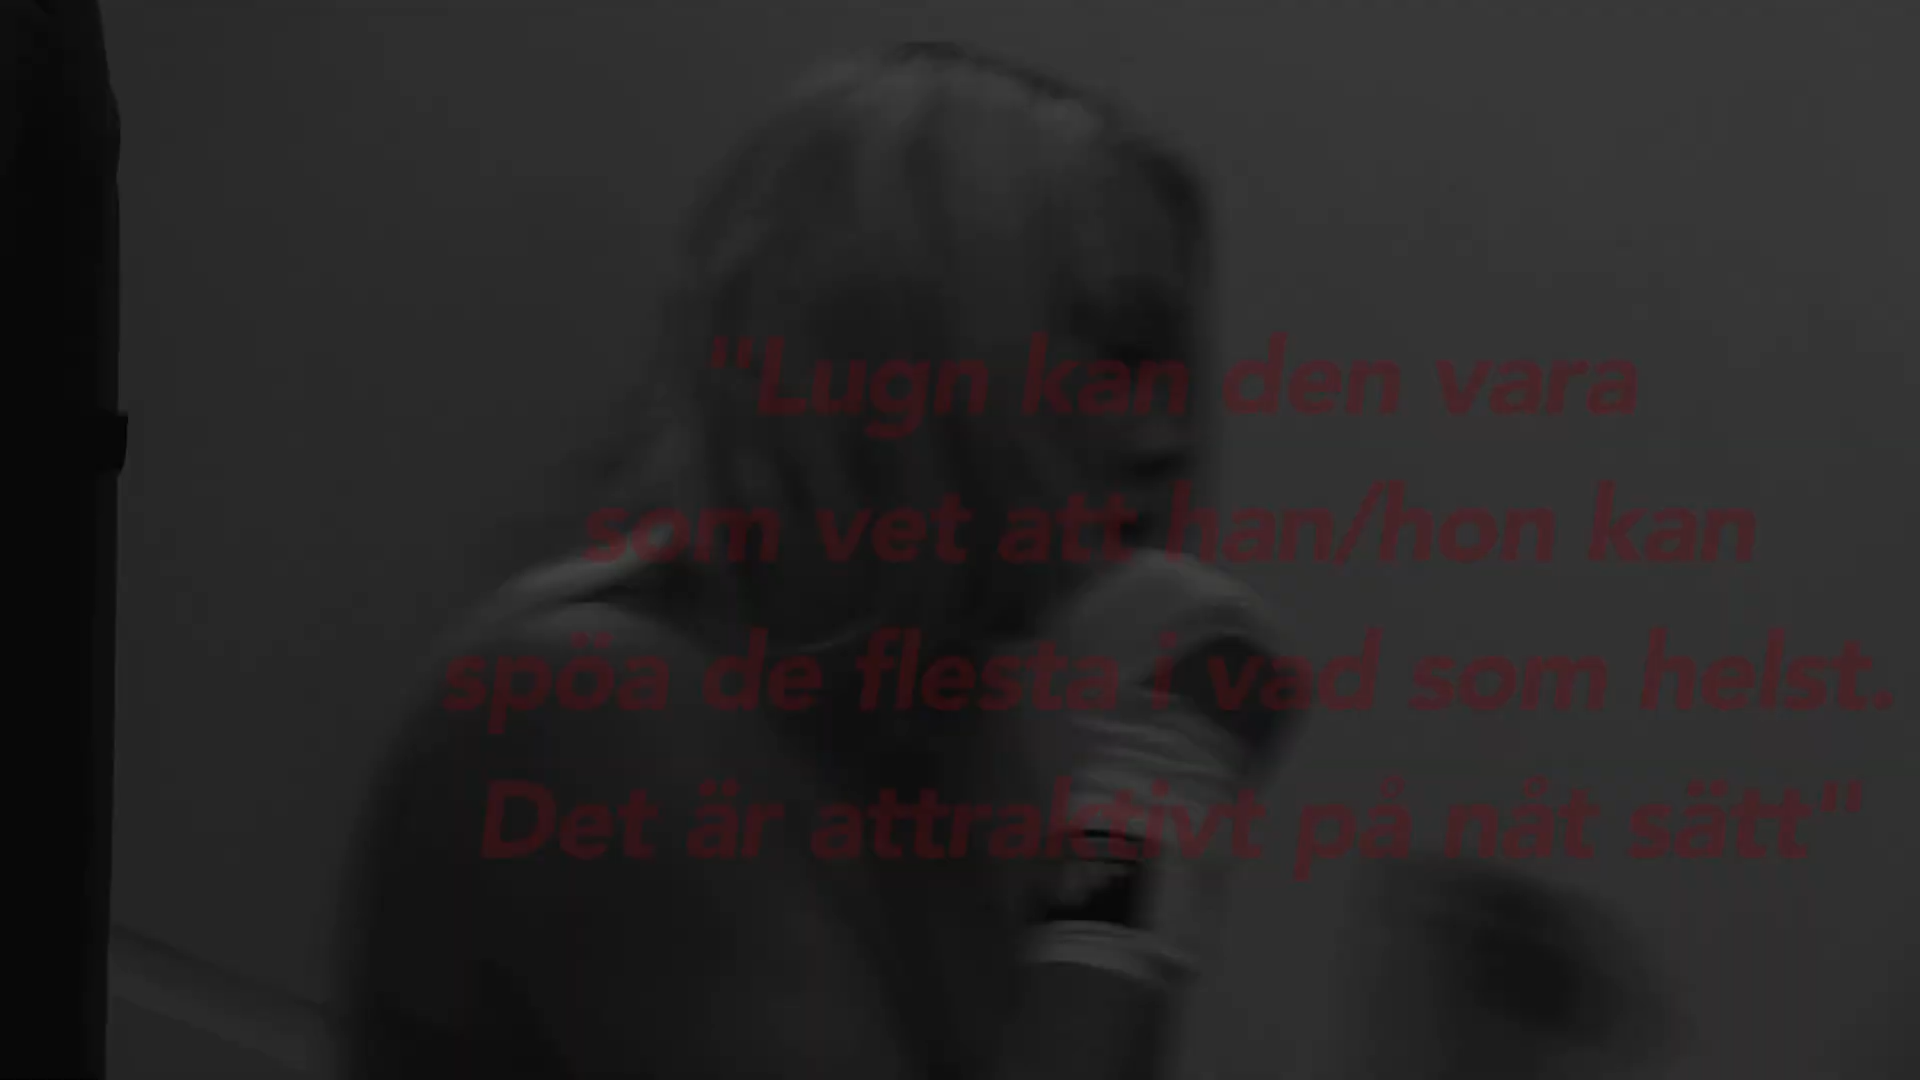 "Lugn kan den vara
som vet att han/hon kan
spöa de flesta i vad som helst.
Det är attraktivt på nåt sätt"